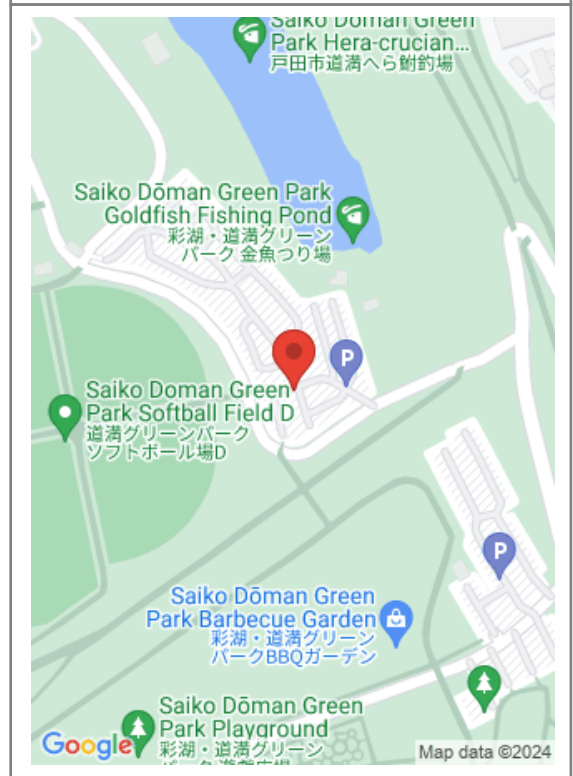 Saiko Dōman Green
Park Hera-crucian...
戸田市道満へら鮒釣場
Saiko Dōman Green Park
Goldfish Fishing Pond
彩湖・道満グリーン
パーク 金魚つり場
P
Saiko Doman Green
Park Softball Field D
道満グリーンパーク
ソフトボール場D
P
Saiko Dōman Green
Park Barbecue Garden
彩湖・道満グリーン
パークBBQガーデン
Saiko Dōman Green
Park Playground
彩湖・道満グリーン
Google
Map data ©2024